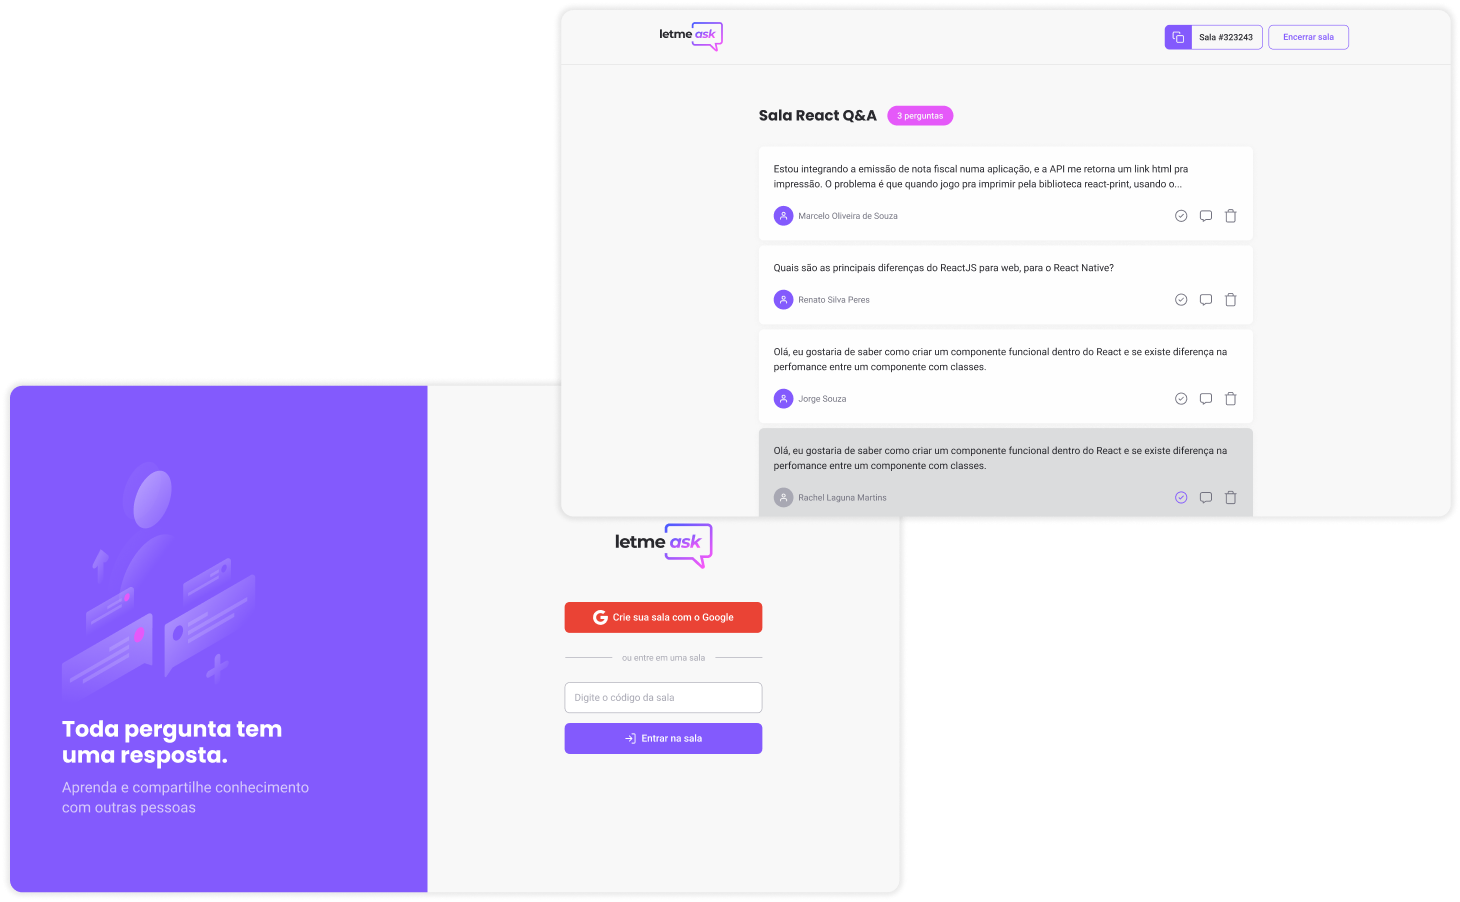 letme ask
Sala #323243
Encerrar sala
Sala React Q&A
3 perguntas
Estou integrando a emissão de nota fiscal numa aplicação, e a API me retorna um link html pra
impressão. O problema é que quando jogo pra imprimir pela biblioteca react-print, usando o...
Marcelo Oliveira de Souza
Quais são as principais diferenças do ReactJS para web, para o React Native?
Renato Silva Peres
Olá, eu gostaria de saber como criar um componente funcional dentro do React e se existe diferença na
perfomance entre um componente com classes.
Jorge Souza
Olá, eu gostaria de saber como criar um componente funcional dentro do React e se existe diferença na
perfomance entre um componente com classes.
Rachel Laguna Martins
Toda pergunta tem
uma resposta.
Aprenda e compartilhe conhecimento
com outras pessoas
letme ask
Crie sua sala com o Google
ou entre em uma sala
Digite o código da sala
Entrar na sala